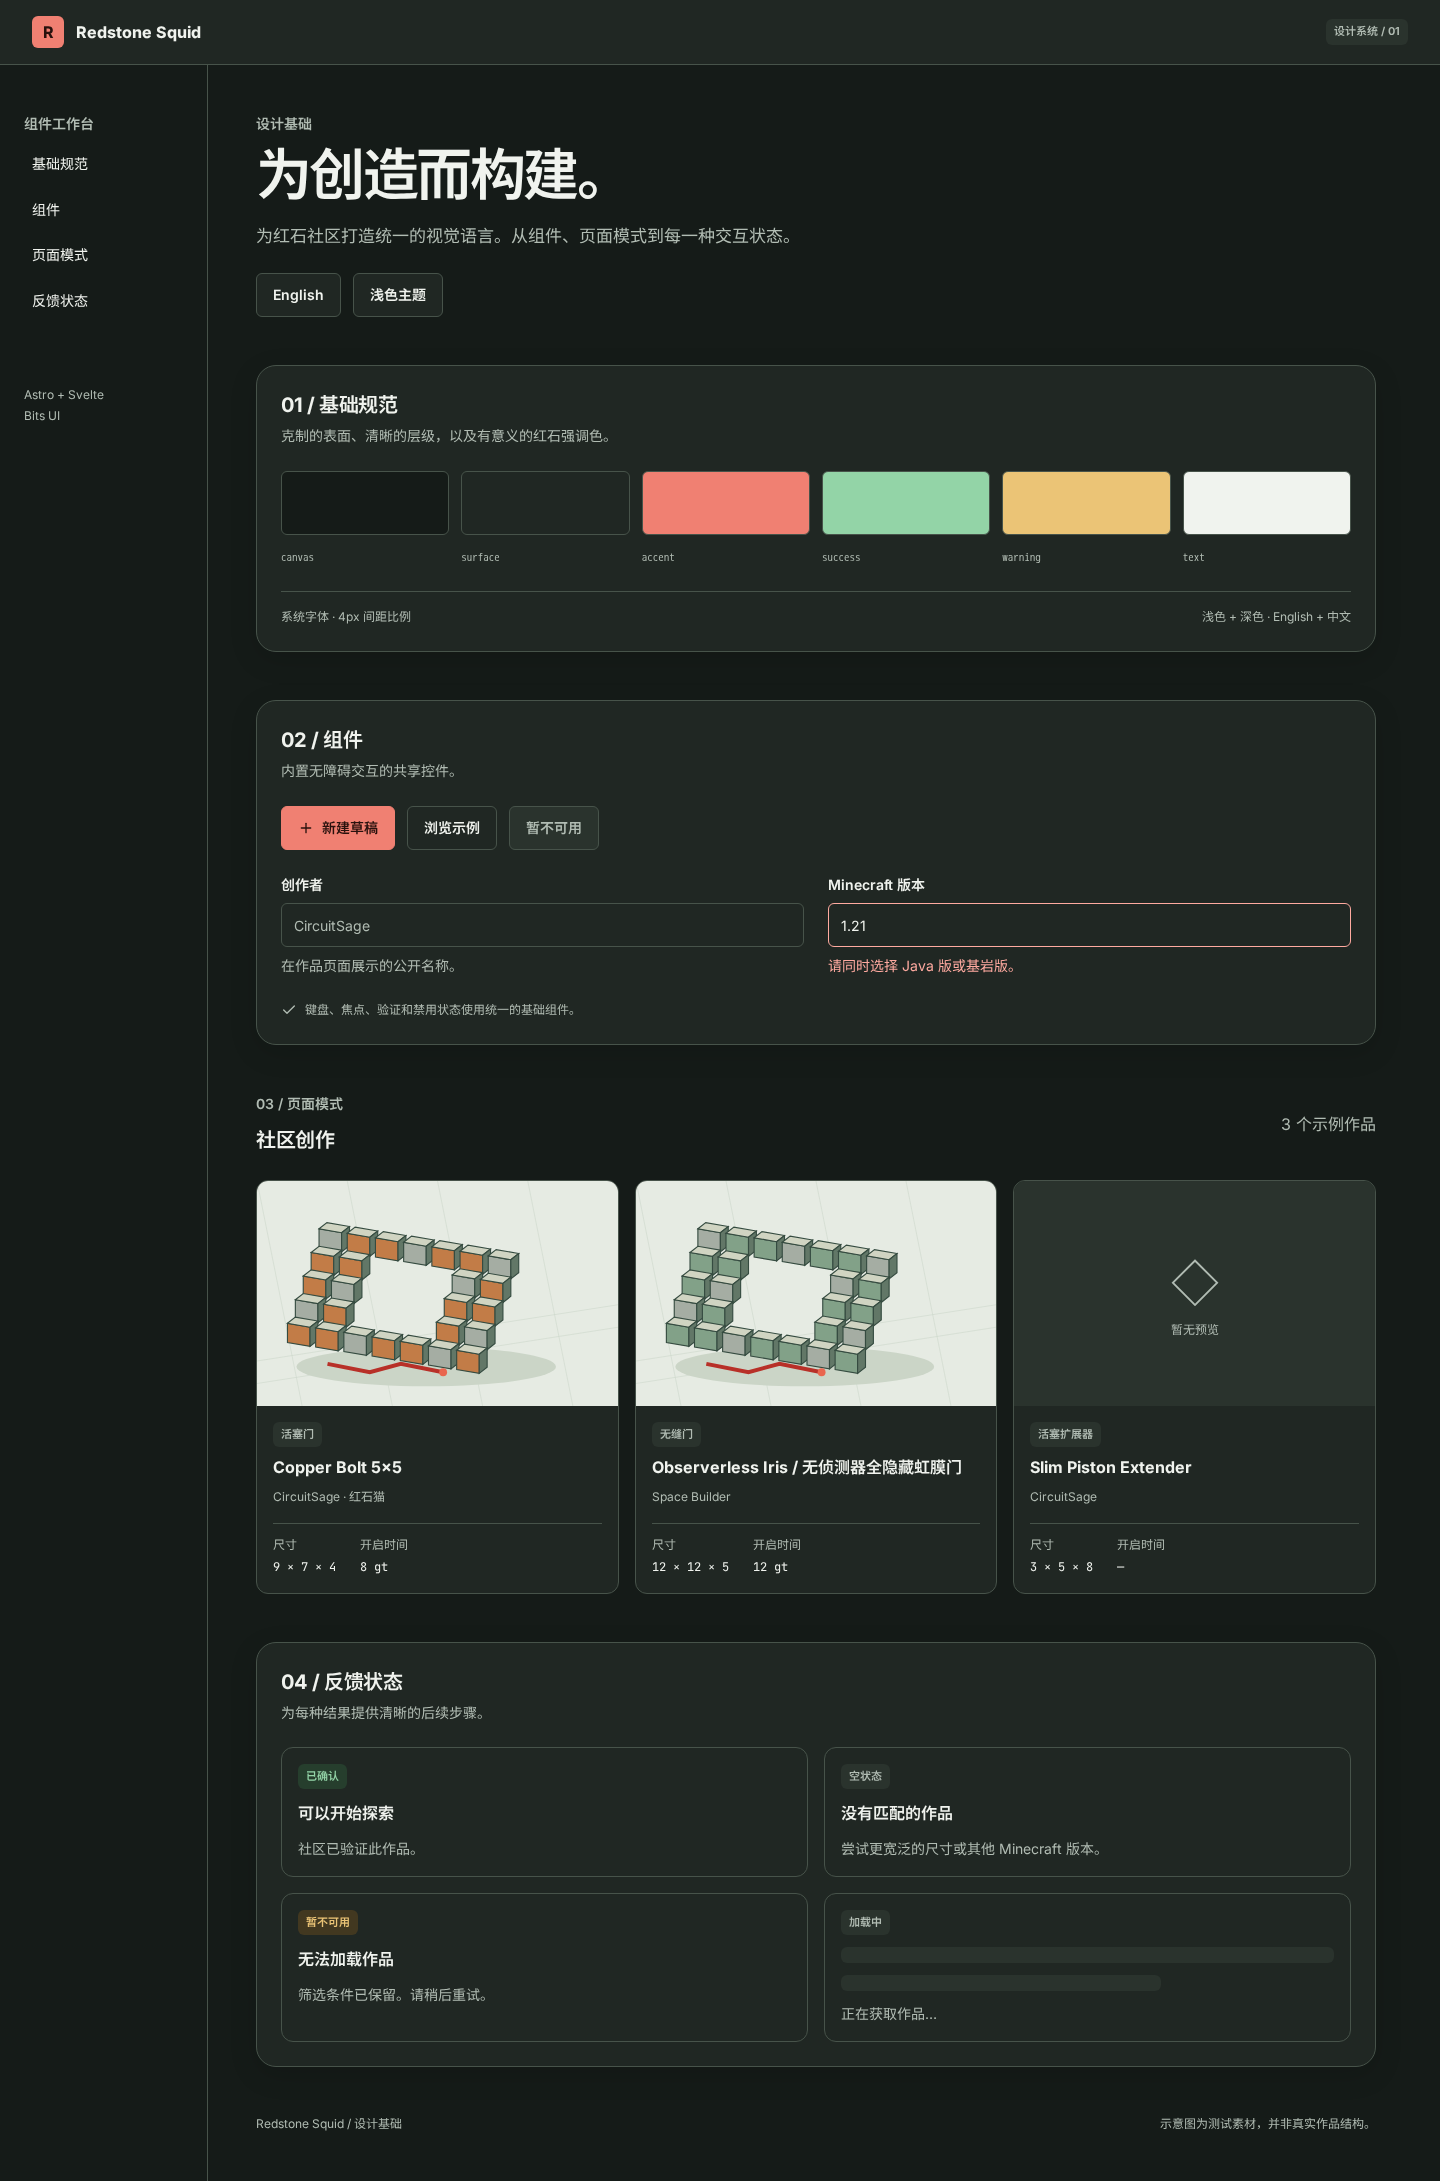 R
Redstone Squid
设计系统 / 01
组件工作台
基础规范
组件
页面模式
反馈状态
Astro + Svelte
Bits UI
设计基础
为创造而构建。
为红石社区打造统一的视觉语言。从组件、页面模式到每一种交互状态。
English
浅色主题
01 / 基础规范
克制的表面、清晰的层级，以及有意义的红石强调色。
canvas
surface
accent
success
warning
text
系统字体 · 4px 间距比例
浅色 + 深色 · English + 中文
02 / 组件
内置无障碍交互的共享控件。
+ 新建草稿
浏览示例
暂不可用
创作者
CircuitSage
在作品页面展示的公开名称。
Minecraft 版本
1.21
请同时选择 Java 版或基岩版。
键盘、焦点、验证和禁用状态使用统一的基础组件。
03 / 页面模式
社区创作
3 个示例作品
活塞门
Copper Bolt 5×5
CircuitSage · 红石猫
尺寸
9 × 7 × 4
开启时间
8 gt
无缝门
Observerless Iris / 无侦测器全隐藏虹膜门
Space Builder
尺寸
12 × 12 × 5
开启时间
12 gt
暂无预览
活塞扩展器
Slim Piston Extender
CircuitSage
尺寸
3 × 5 × 8
开启时间
—
04 / 反馈状态
为每种结果提供清晰的后续步骤。
已确认
可以开始探索
社区已验证此作品。
空状态
没有匹配的作品
尝试更宽泛的尺寸或其他 Minecraft 版本。
暂不可用
无法加载作品
筛选条件已保留。请稍后重试。
加载中
正在获取作品…
Redstone Squid / 设计基础
示意图为测试素材，并非真实作品结构。